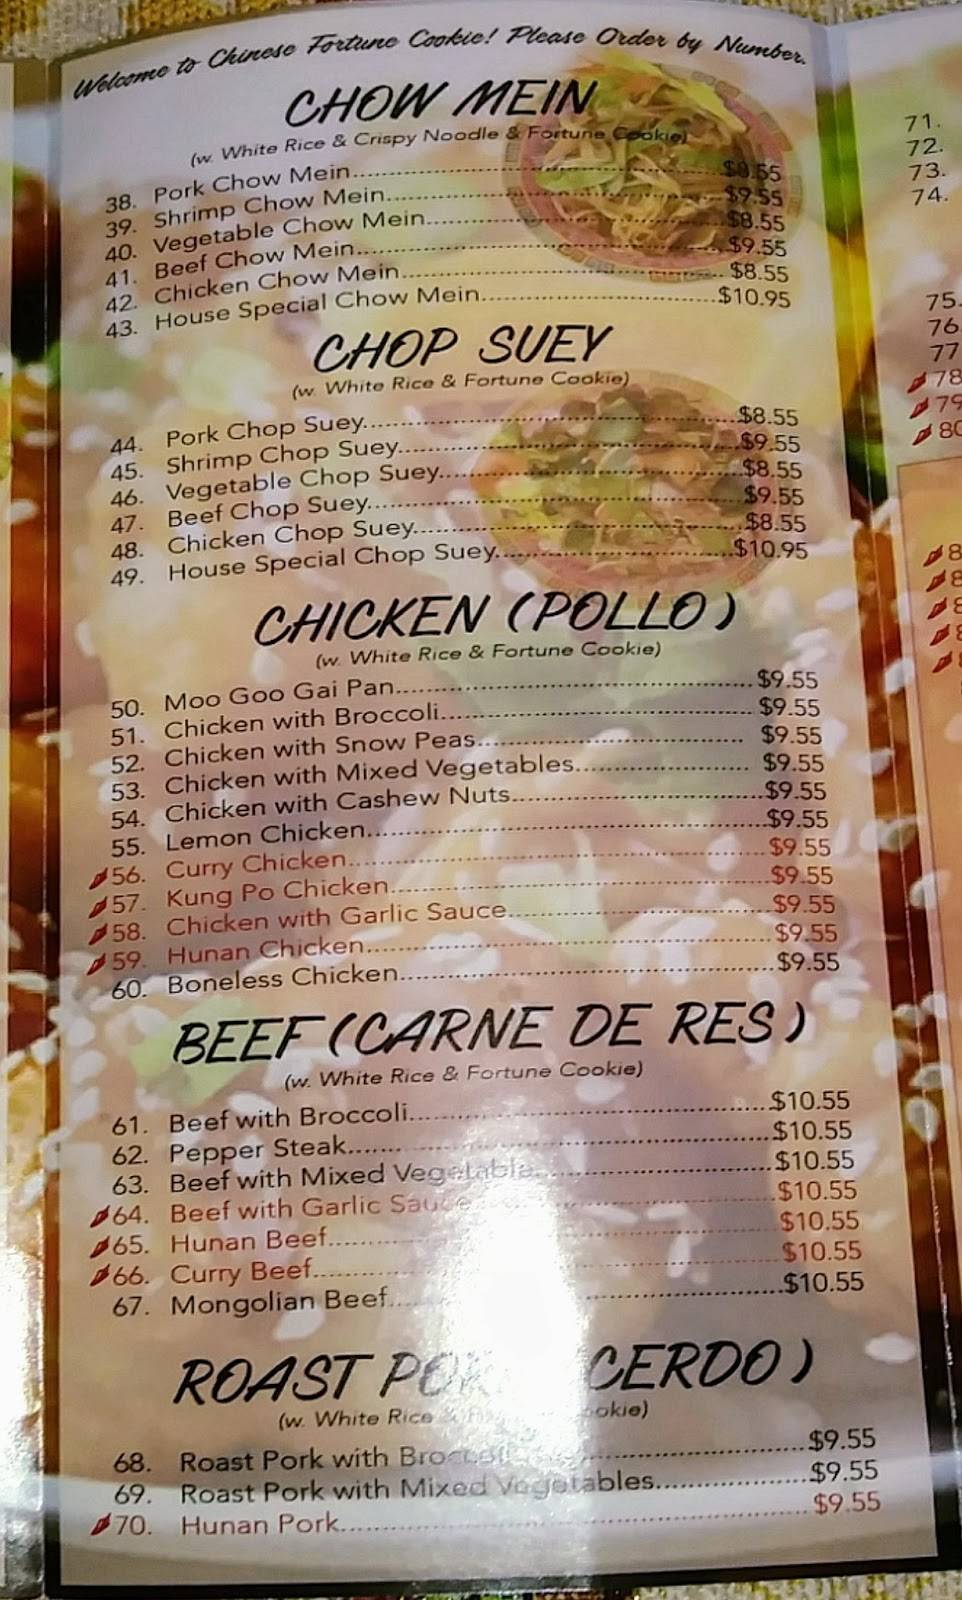 Welcome to Chinese Fortune Cookie! Please Order by Number.
CHOW MEIN
(w. White Rice & Crispy Noodle & Fortune Cookie)
38. Pork Chow Mein $8.55
39. Shrimp Chow Mein $9.55
40. Vegetable Chow Mein $8.55
41. Beef Chow Mein $9.55
42. Chicken Chow Mein $8.55
43. House Special Chow Mein $10.95
CHOP SUEY
(w. White Rice & Fortune Cookie)
44. Pork Chop Suey $8.55
45. Shrimp Chop Suey $9.55
46. Vegetable Chop Suey $8.55
47. Beef Chop Suey $9.55
48. Chicken Chop Suey $8.55
49. House Special Chop Suey $10.95
CHICKEN (POLLO)
(w. White Rice & Fortune Cookie)
50. Moo Goo Gai Pan $9.55
51. Chicken with Broccoli $9.55
52. Chicken with Snow Peas $9.55
53. Chicken with Mixed Vegetables $9.55
54. Chicken with Cashew Nuts $9.55
55. Lemon Chicken $9.55
56. Curry Chicken $9.55
57. Kung Po Chicken $9.55
58. Chicken with Garlic Sauce $9.55
59. Hunan Chicken $9.55
60. Boneless Chicken $9.55
BEEF (CARNE DE RES)
(w. White Rice & Fortune Cookie)
61. Beef with Broccoli $10.55
62. Pepper Steak $10.55
63. Beef with Mixed Vegetable $10.55
64. Beef with Garlic Sauce $10.55
65. Hunan Beef $10.55
66. Curry Beef $10.55
67. Mongolian Beef $10.55
ROAST CERDO)
(w. White Rice
68. Roast Pork with Broccoli $9.55
69. Roast Pork with Mixed Vegetables $9.55
70. Hunan Pork $9.55
71.
72.
73.
74.
75.
76
77
78
79
80